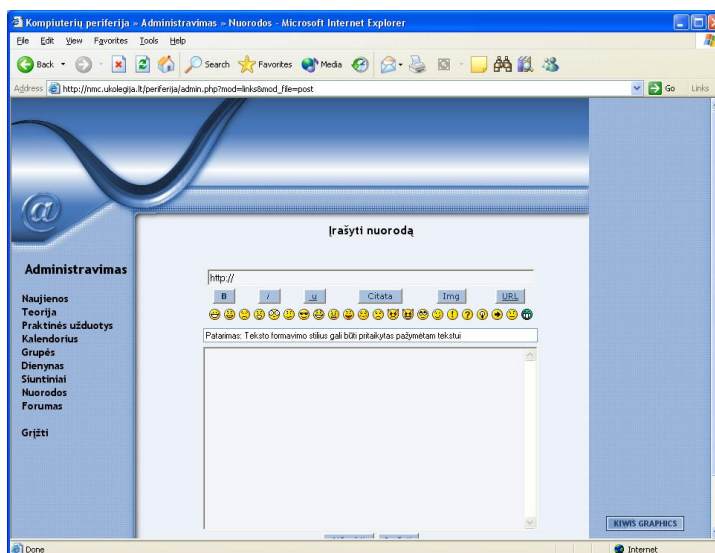 Kompiuterių periferija » Administravimas » Nuorodos - Microsoft Internet Explorer
File Edit View Favorites Tools Help
Back Search Favorites Media
Address http://nmc.ukolegija.lt/periferija/admin.php?mod=links&mod_file=post Go Links
@
Įrašyti nuorodą
Administravimas
http://
B i u Citata Img URL
Naujienos
Teorija
Praktinės užduotys
Kalendorius
Grupės
Dienynas
Siuntiniai
Nuorodos
Forumas
Grįžti
Patarimas: Teksto formavimo stilius gali būti pritaikytas pažymėtam tekstui
KIWIS GRAPHICS
Done Internet